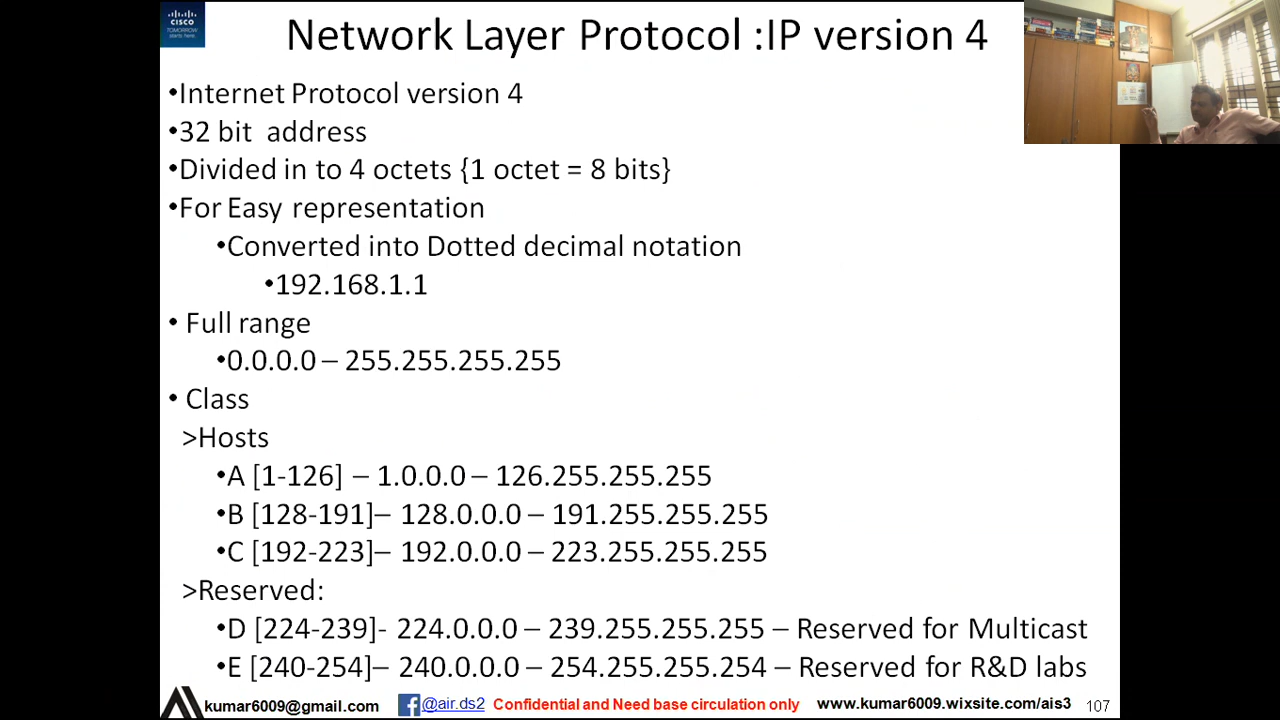 CISCO
TOMORROW
starts here.
Network Layer Protocol :IP version 4
•Internet Protocol version 4
•32 bit address
•Divided in to 4 octets {1 octet = 8 bits}
•For Easy representation
•Converted into Dotted decimal notation
•192.168.1.1
• Full range
•0.0.0.0 – 255.255.255.255
• Class
>Hosts
•A [1-126] – 1.0.0.0 – 126.255.255.255
•B [128-191]– 128.0.0.0 – 191.255.255.255
•C [192-223]– 192.0.0.0 – 223.255.255.255
>Reserved:
•D [224-239]- 224.0.0.0 – 239.255.255.255 – Reserved for Multicast
•E [240-254]– 240.0.0.0 – 254.255.255.254 – Reserved for R&D labs
kumar6009@gmail.com f @air.ds2 Confidential and Need base circulation only www.kumar6009.wixsite.com/ais3 107